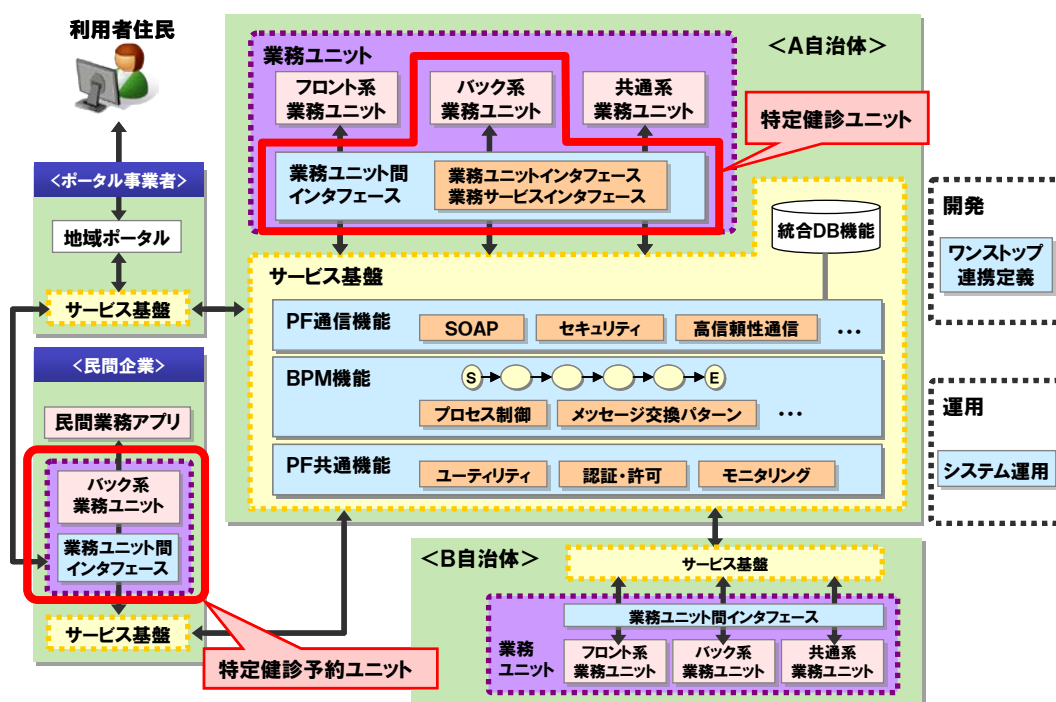 利用者住民
<ポータル事業者>
地域ポータル
サービス基盤
<民間企業>
民間業務アプリ
バック系
業務ユニット
業務ユニット間
インタフェース
サービス基盤
特定健診予約ユニット
<A自治体>
業務ユニット
フロント系
業務ユニット
バック系
業務ユニット
共通系
業務ユニット
特定健診ユニット
業務ユニット間
インタフェース
業務ユニットインタフェース
業務サービスインタフェース
統合DB機能
サービス基盤
PF通信機能
SOAP
セキュリティ
高信頼性通信
…
BPM機能
S
E
プロセス制御
メッセージ交換パターン
…
PF共通機能
ユーティリティ
認証・許可
モニタリング
<B自治体>
サービス基盤
業務ユニット間インタフェース
業務
ユニット
フロント系
業務ユニット
バック系
業務ユニット
共通系
業務ユニット
開発
ワンストップ
連携定義
運用
システム運用